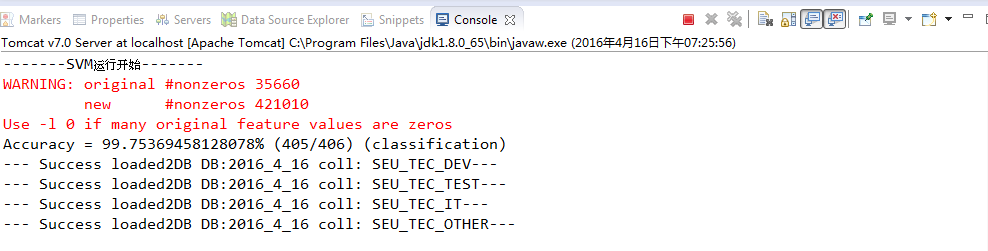 Markers Properties Servers Data Source Explorer Snippets Console
Tomcat v7.0 Server at localhost [Apache Tomcat] C:\Program Files\Java\jdk1.8.0_65\bin\javaw.exe (2016年4月16日下午07:25:56)
-------SVM运行开始-------
WARNING: original #nonzeros 35660
         new      #nonzeros 421010
Use -l 0 if many original feature values are zeros
Accuracy = 99.75369458128078% (405/406) (classification)
--- Success loaded2DB DB:2016_4_16 coll: SEU_TEC_DEV---
--- Success loaded2DB DB:2016_4_16 coll: SEU_TEC_TEST---
--- Success loaded2DB DB:2016_4_16 coll: SEU_TEC_IT---
--- Success loaded2DB DB:2016_4_16 coll: SEU_TEC_OTHER---